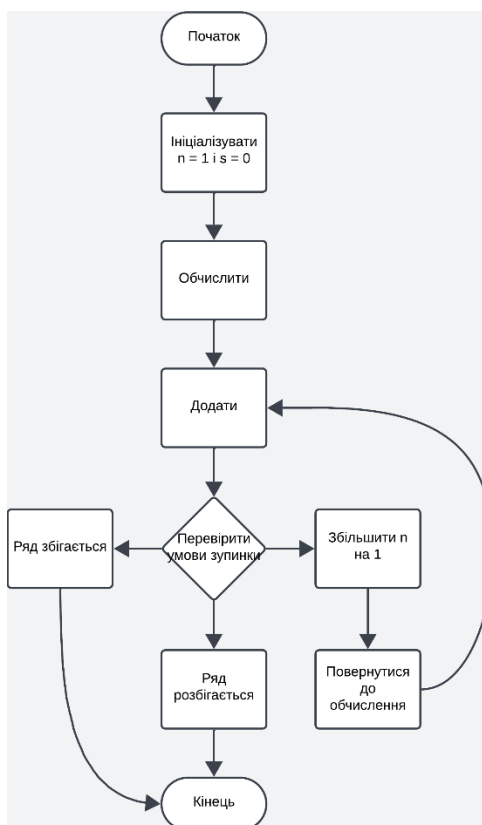 Початок
Ініціалізувати
n = 1 і s = 0
Обчислити
Додати
Перевірити
умови зупинки
Ряд збігається
Збільшити n
на 1
Ряд
розбігається
Повернутися
до
обчислення
Кінець